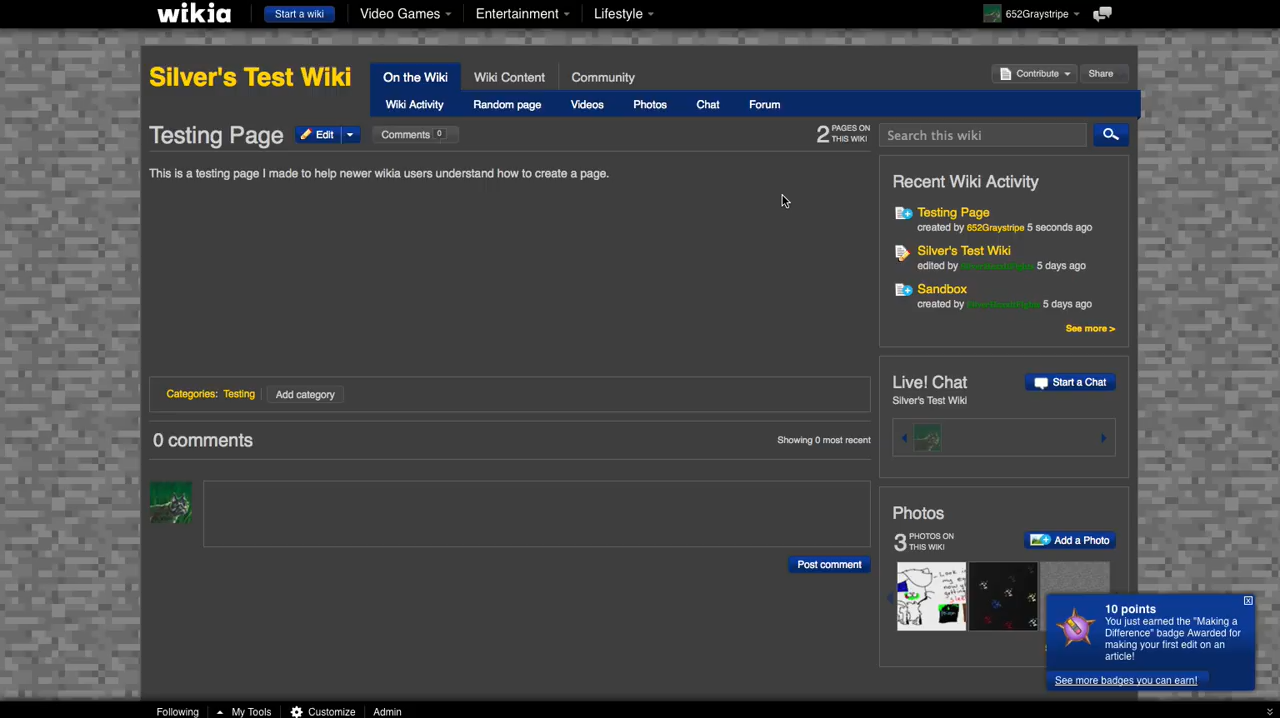 wikia
Start a wiki
Video Games
Entertainment
Lifestyle
652Graystripe
Silver's Test Wiki
On the Wiki
Wiki Content
Community
Contribute
Share
Wiki Activity
Random page
Videos
Photos
Chat
Forum
Testing Page
Edit
Comments 0
2 PAGES ON
THIS WIKI
Search this wiki
This is a testing page I made to help newer wikia users understand how to create a page.
Recent Wiki Activity
Testing Page
created by 652Graystripe 5 seconds ago
Silver's Test Wiki
edited by 5 days ago
Sandbox
created by 5 days ago
See more >
Categories: Testing
Add category
Live! Chat
Start a Chat
Silver's Test Wiki
0 comments
Showing 0 most recent
Post comment
Photos
3 PHOTOS ON
THIS WIKI
Add a Photo
10 points
You just earned the "Making a
Difference" badge Awarded for
making your first edit on an
article!
See more badges you can earn!
Following
My Tools
Customize
Admin